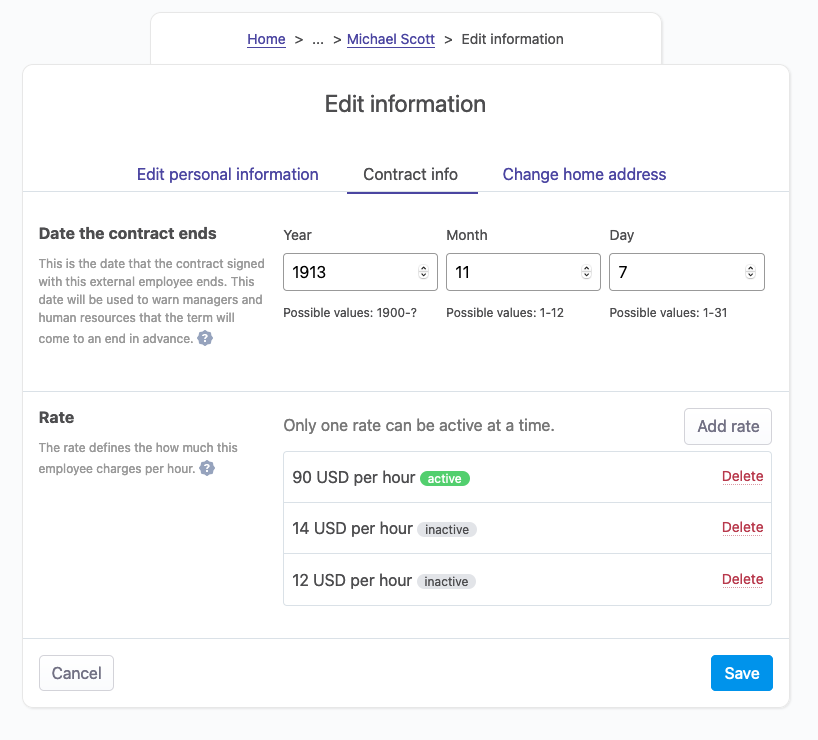 Home > ... > Michael Scott > Edit information
Edit information
Edit personal information Contract info Change home address
Date the contract ends
This is the date that the contract signed
with this external employee ends. This
date will be used to warn managers and
human resources that the term will
come to an end in advance. ?
Year Month Day
1913 11 7
Possible values: 1900-? Possible values: 1-12 Possible values: 1-31
Rate
The rate defines the how much this
employee charges per hour. ?
Only one rate can be active at a time. Add rate
90 USD per hour active Delete
14 USD per hour inactive Delete
12 USD per hour inactive Delete
Cancel Save